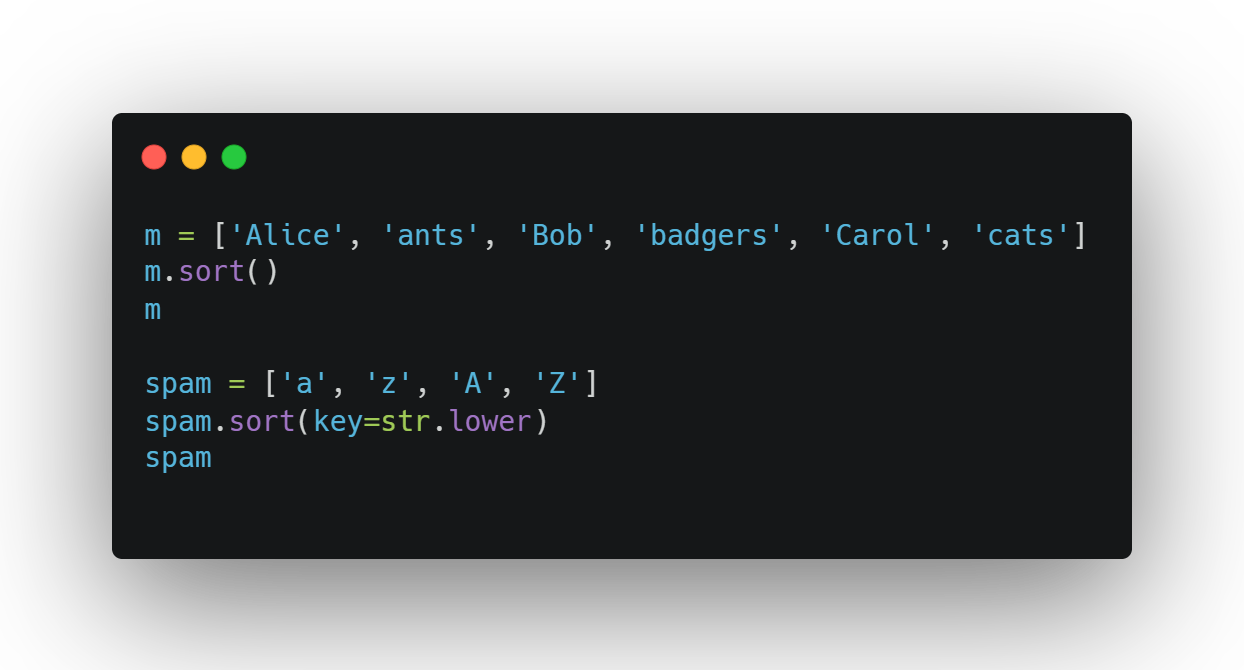 m = ['Alice', 'ants', 'Bob', 'badgers', 'Carol', 'cats']
m.sort()
m
spam = ['a', 'z', 'A', 'Z']
spam.sort(key=str.lower)
spam